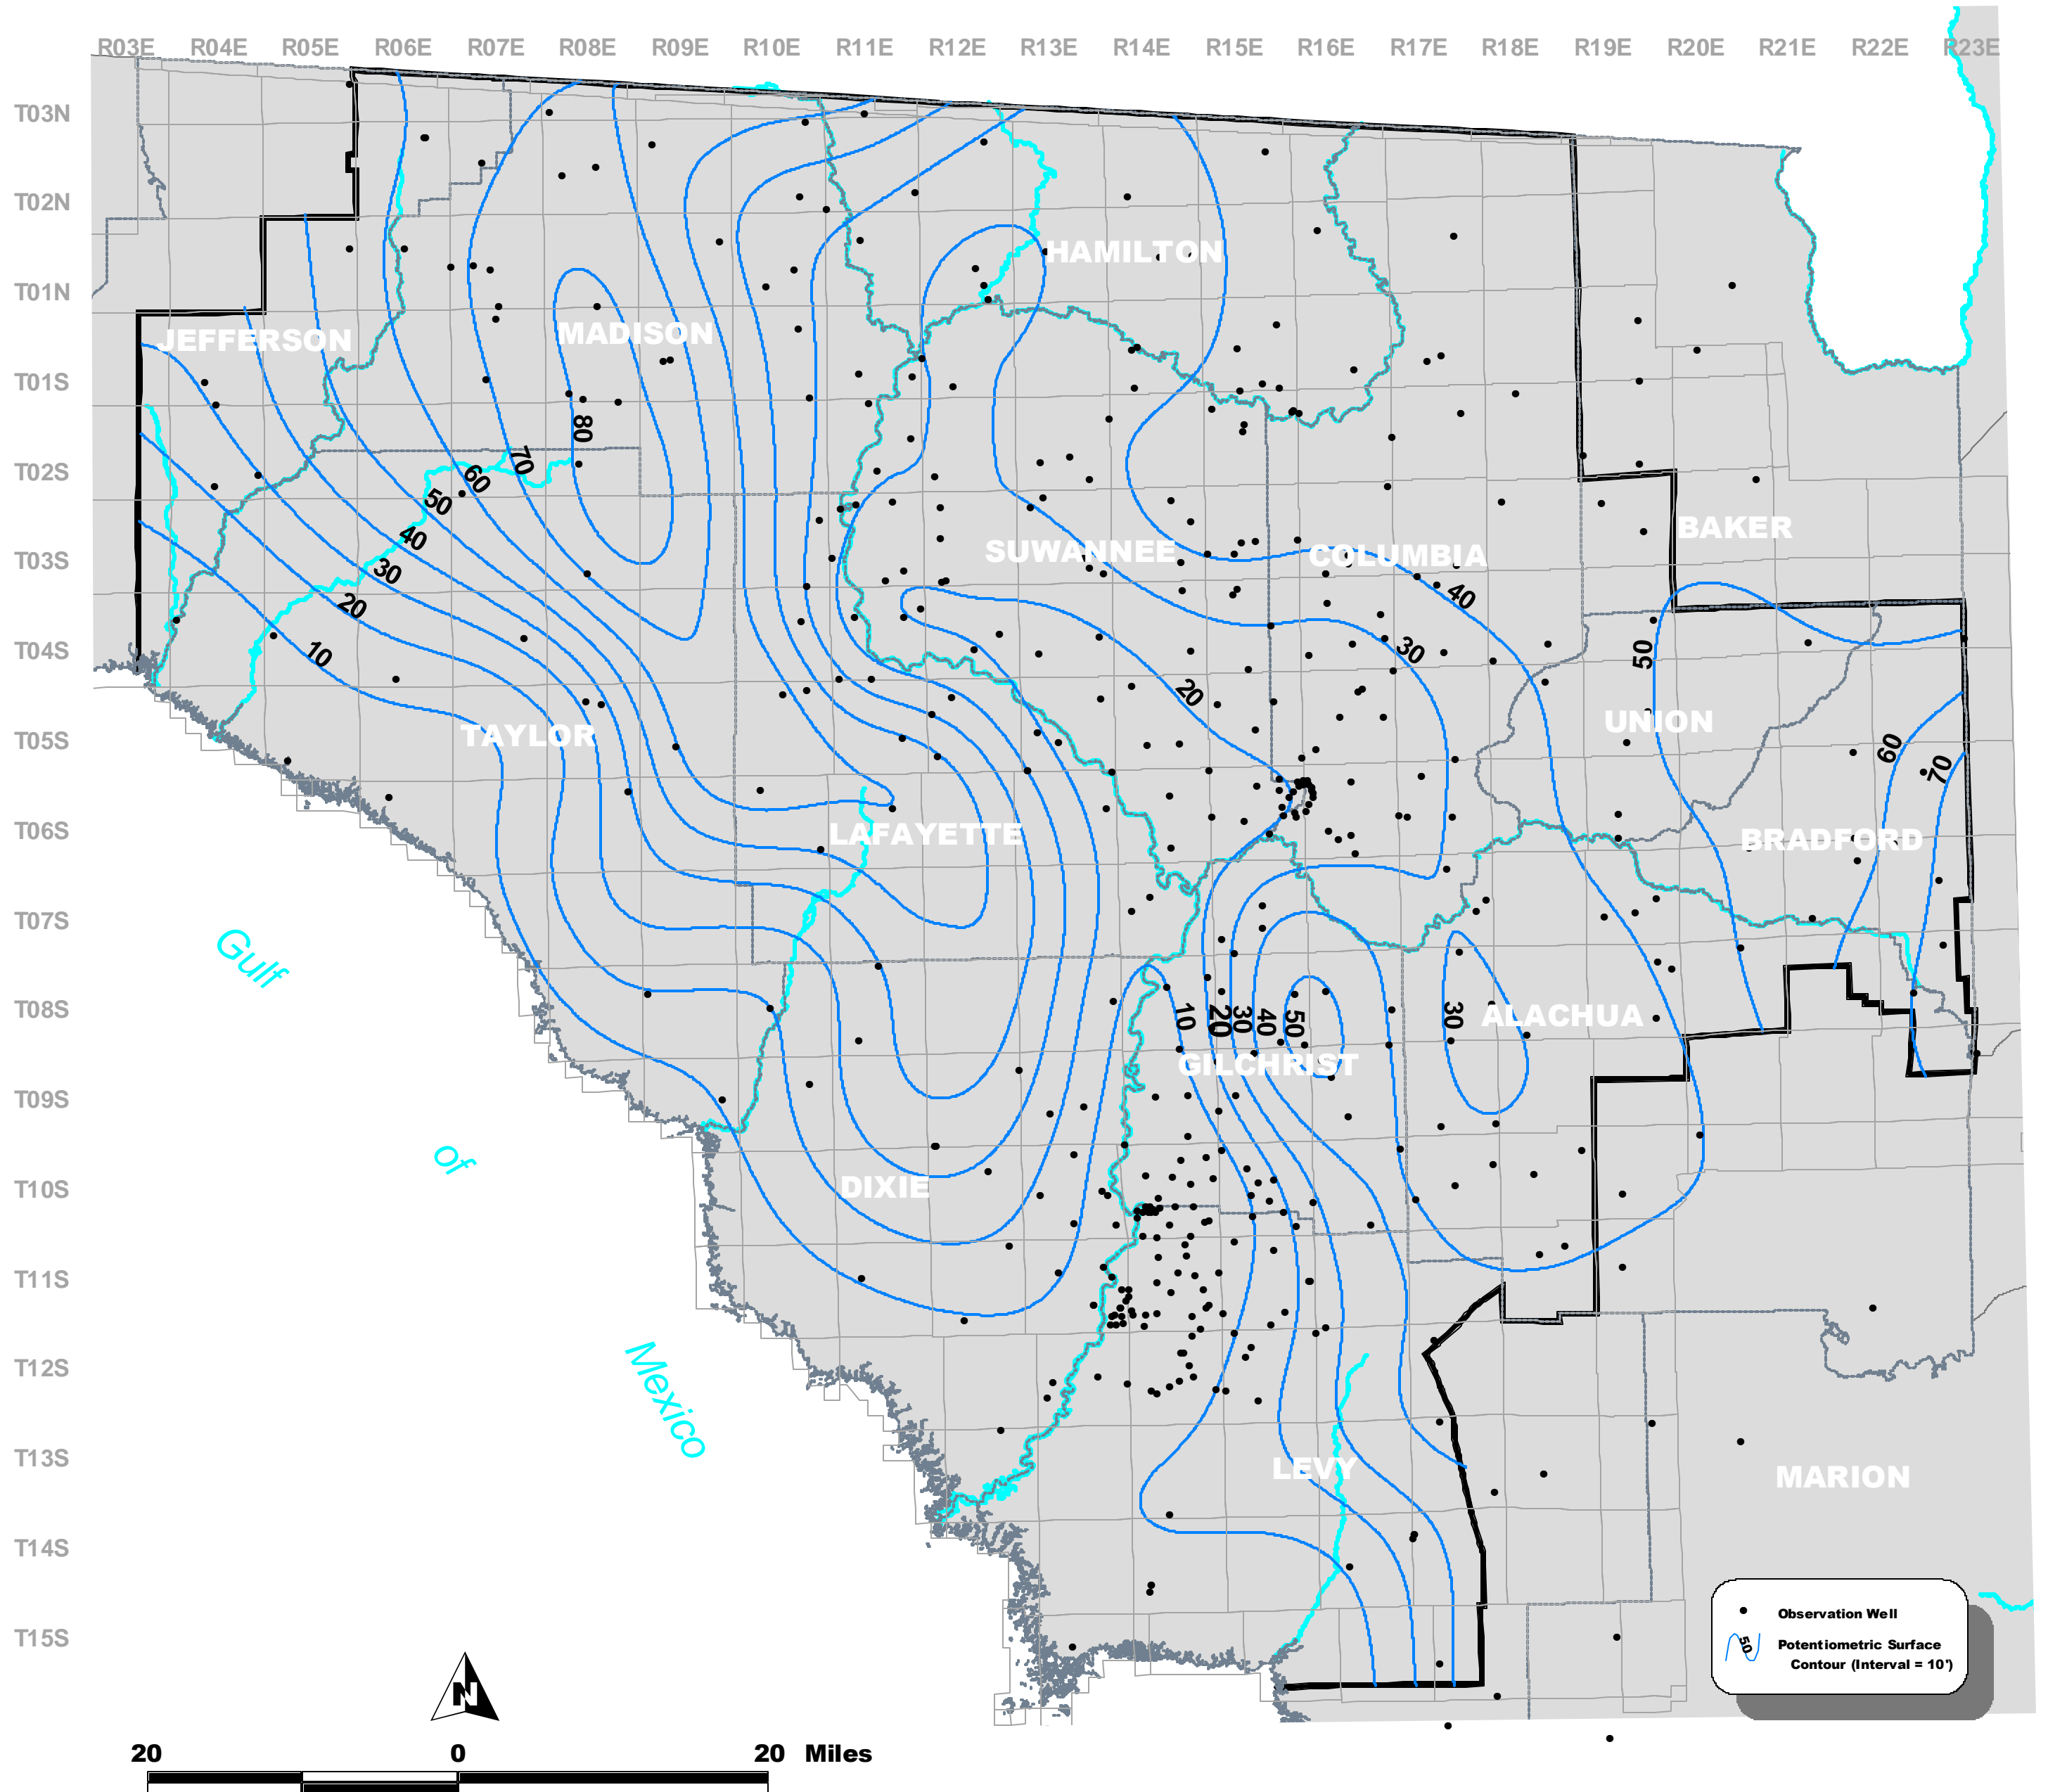 R03E R04E R05E R06E R07E R08E R09E R10E R11E R12E R13E R14E R15E R16E R17E R18E R19E R20E R21E R22E R23E
T03N
T02N
HAMILTON
T01N
JEFFERSON
MADISON
T01S
80
70
T02S
60
50
BAKER
40
SUWANNEE
COLUMBIA
T03S
30
40
20
T04S
30
50
10
20
UNION
TAYLOR
T05S
60
70
LAFAYETTE
T06S
BRADFORD
T07S
Gulf
T08S
10
20
30
40
50
30
ALACHUA
GILCHRIST
T09S
of
DIXIE
T10S
T11S
T12S
Mexico
T13S
LEVY
MARION
T14S
Observation Well
T15S
50
Potentiometric Surface
Contour (Interval = 10')
N
20 0 20 Miles